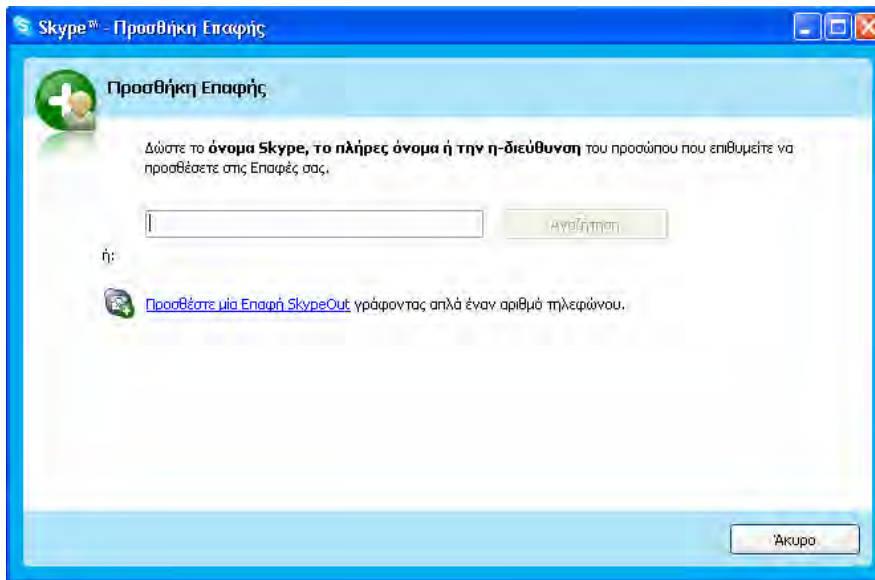 Skype™ - Προσθήκη Επαφής
Προσθήκη Επαφής
Δώστε το όνομα Skype, το πλήρες όνομα ή την η-διεύθυνση του προσώπου που επιθυμείτε να
προσθέσετε στις Επαφές σας.
Αναζήτηση
ή:
Προσθέστε μία Επαφή SkypeOut γράφοντας απλά έναν αριθμό τηλεφώνου.
Άκυρο